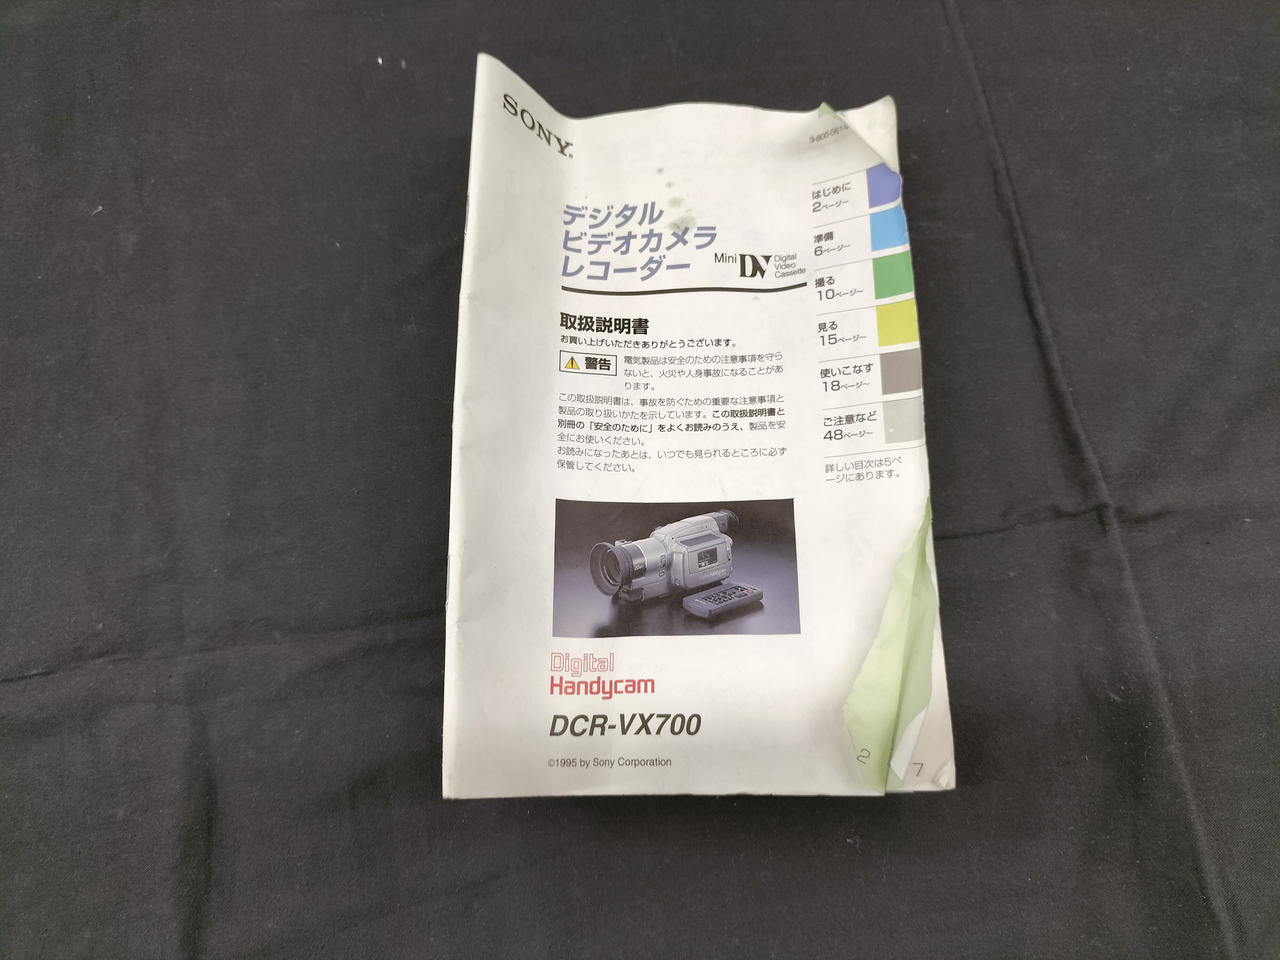 SONY®
デジタル
ビデオカメラ
レコーダー
Mini DV Digital
Video
Cassette
取扱説明書
お買い上げいただきありがとうございます。
警告
電気製品は安全のための注意事項を守ら
ないと、火災や人身事故になることがあ
ります。
この取扱説明書は、事故を防ぐための重要な注意事項と
製品の取り扱いかたを示しています。この取扱説明書と
別冊の「安全のために」をよくお読みのうえ、製品を安
全にお使いください。
お読みになったあとは、いつでも見られるところに必ず
保管してください。
Digital
Handycam
DCR-VX700
©1995 by Sony Corporation
はじめに
2ページ〜
準備
6ページ〜
撮る
10ページ〜
見る
15ページ〜
使いこなす
18ページ〜
ご注意など
48ページ〜
詳しい目次は5ペ
ージにあります。
2
7